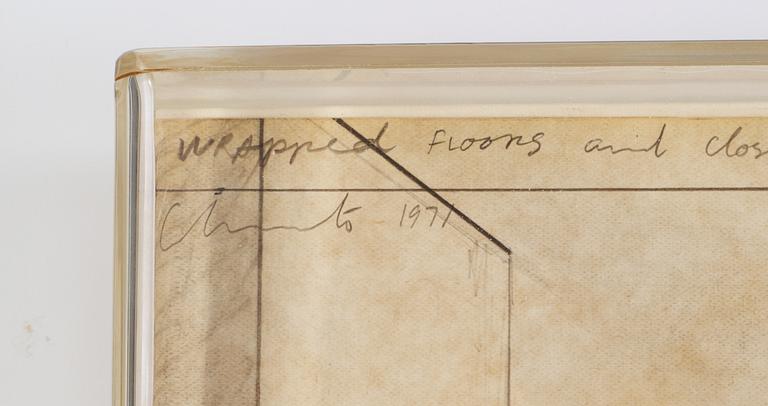 WRAPPED FLOORS and clos
Christo 1971